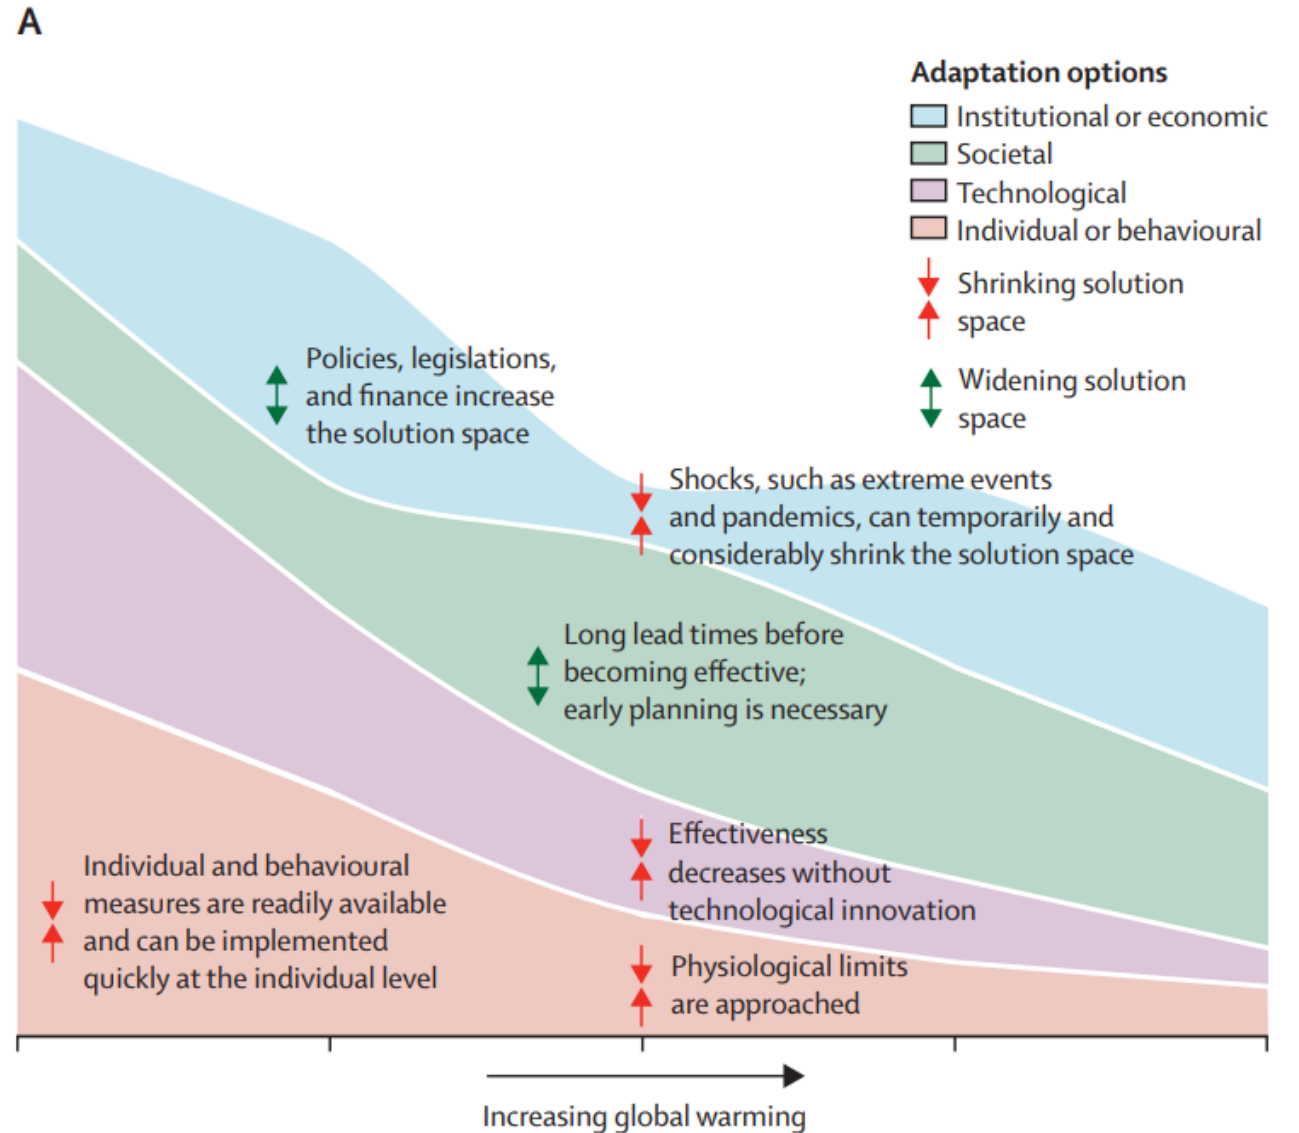 A
Adaptation options
Institutional or economic
Societal
Technological
Individual or behavioural
Shrinking solution
space
Widening solution
space
Policies, legislations,
and finance increase
the solution space
Shocks, such as extreme events
and pandemics, can temporarily and
considerably shrink the solution space
Long lead times before
becoming effective;
early planning is necessary
Effectiveness
decreases without
technological innovation
Individual and behavioural
measures are readily available
and can be implemented
quickly at the individual level
Physiological limits
are approached
Increasing global warming